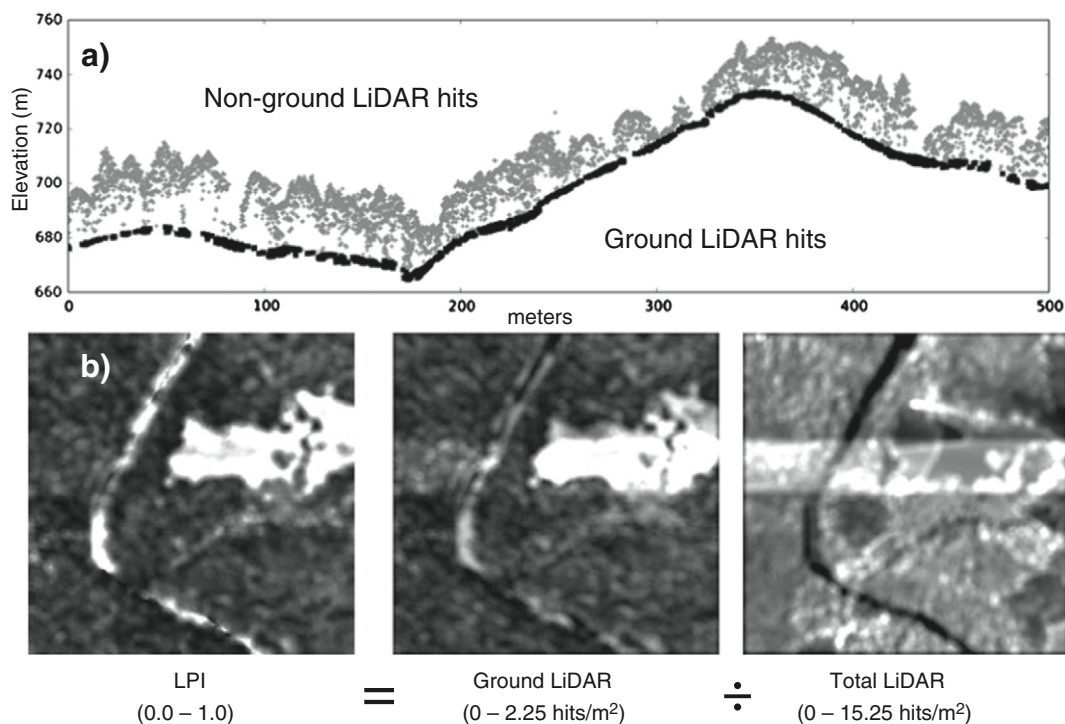 760
a)
740
Non-ground LiDAR hits
720
Elevation (m)
700
680
Ground LiDAR hits
660
0 100 200 300 400 500
meters
b)
LPI = Ground LiDAR ÷ Total LiDAR
(0.0 – 1.0) (0 – 2.25 hits/m²) (0 – 15.25 hits/m²)